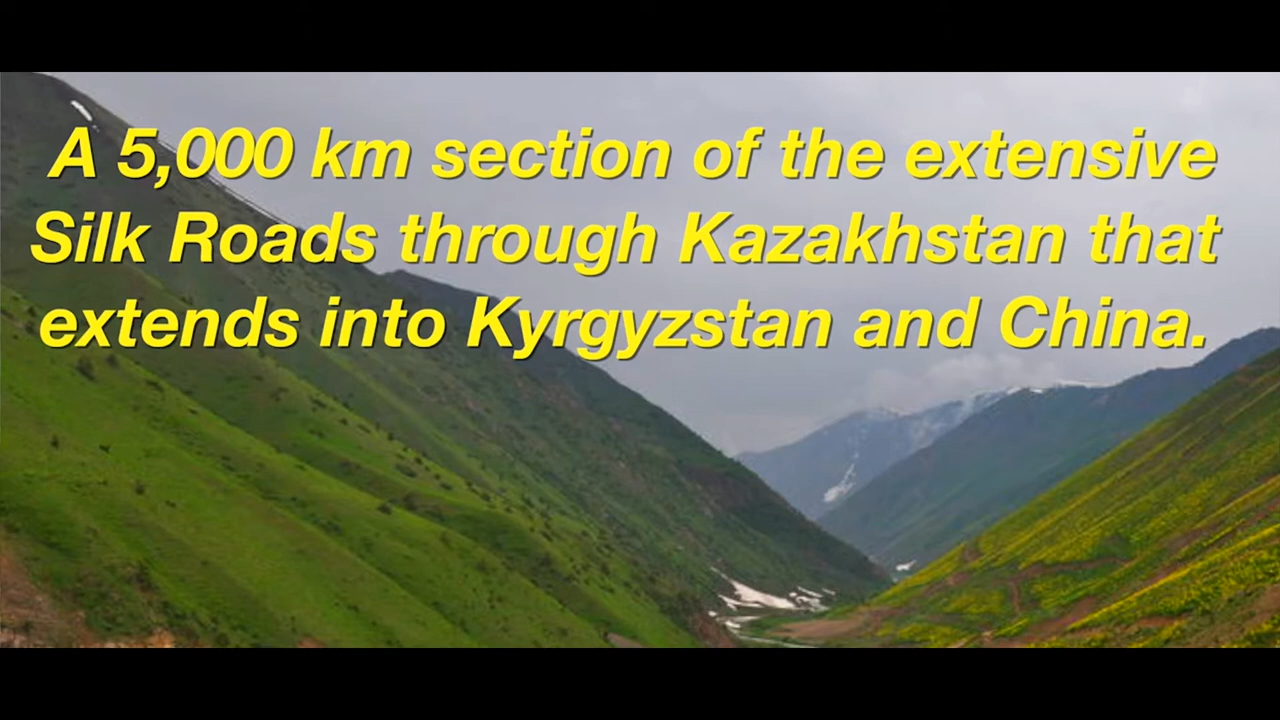 A 5,000 km section of the extensive
Silk Roads through Kazakhstan that
extends into Kyrgyzstan and China.